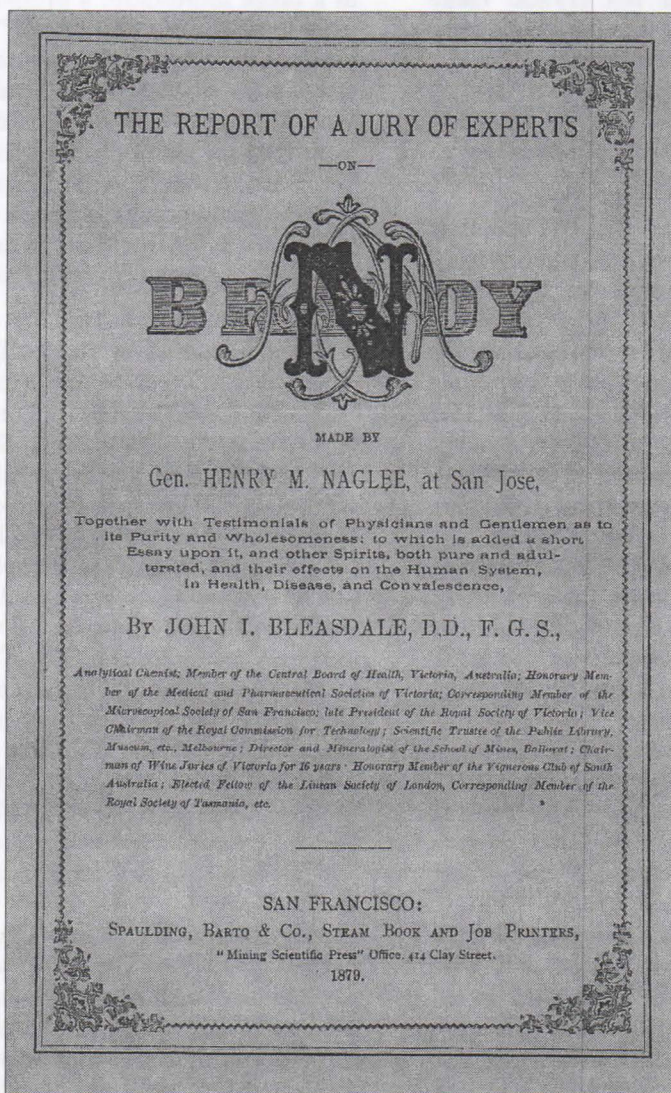 THE REPORT OF A JURY OF EXPERTS
—ON—
BRANDY
N
MADE BY
Gen. HENRY M. NAGLEE, at San Jose,
Together with Testimonials of Physicians and Gentlemen as to
its Purity and Wholesomeness; to which is added a short
Essay upon it, and other Spirits, both pure and adul-
terated, and their effects on the Human System,
in Health, Disease, and Convalescence,
By JOHN I. BLEASDALE, D.D., F. G. S.,
Analytical Chemist; Member of the Central Board of Health, Victoria, Australia; Honorary Mem-
ber of the Medical and Pharmaceutical Societies of Victoria; Corresponding Member of the
Microscopical Society of San Francisco; late President of the Royal Society of Victoria; Vice
Chairman of the Royal Commission for Technology; Scientific Trustee of the Public Library,
Museum, etc., Melbourne; Director and Mineralogist of the School of Mines, Ballarat; Chair-
man of Wine Juries of Victoria for 16 years · Honorary Member of the Vignerons Club of South
Australia; Elected Fellow of the Linean Society of London, Corresponding Member of the
Royal Society of Tasmania, etc.
SAN FRANCISCO:
SPAULDING, BARTO & CO., STEAM BOOK AND JOB PRINTERS,
"Mining Scientific Press" Office. 414 Clay Street.
1879.